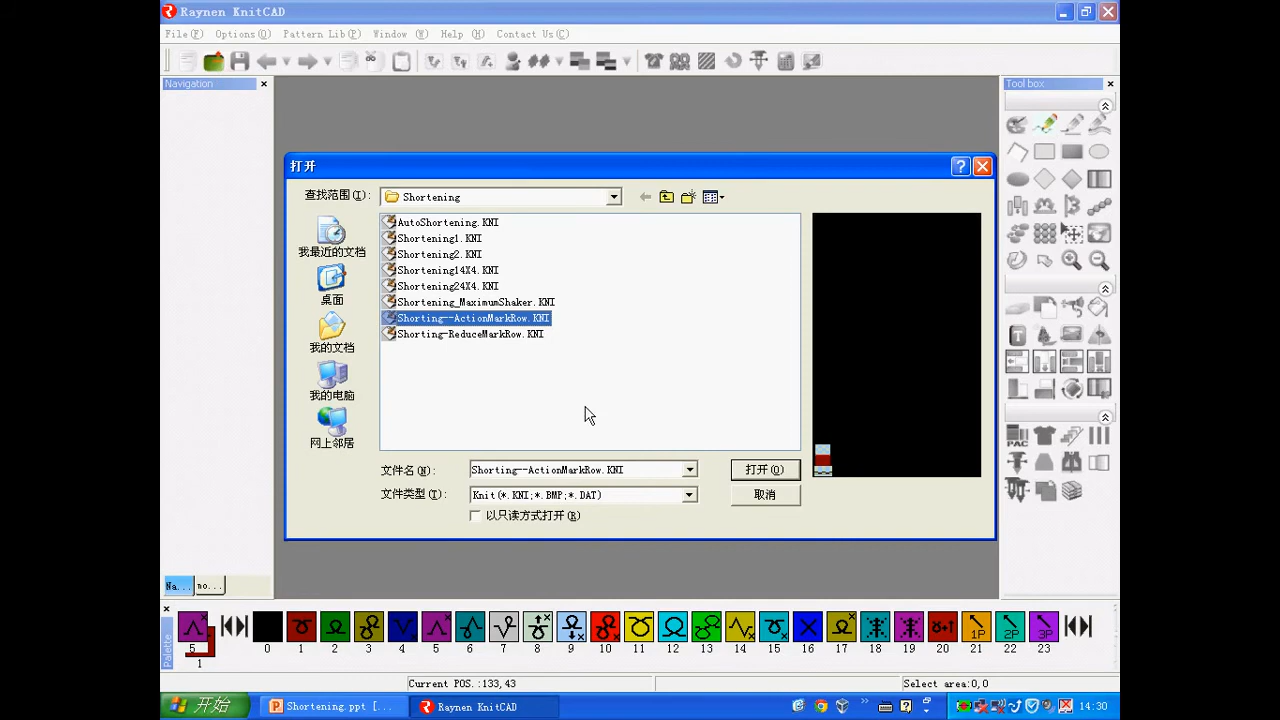 Raynen KnitCAD
File(F) Options(O) Pattern Lib(P) Window (W) Help (H) Contact Us(C)
Navigation
Tool box
打开
查找范围(I):
Shortening
我最近的文档
桌面
我的文档
我的电脑
网上邻居
AutoShortening.KNI
Shortening1.KNI
Shortening2.KNI
Shortening14X4.KNI
Shortening24X4.KNI
Shortening_MaximumShaker.KNI
Shorting--ActionMarkRow.KNI
Shorting-ReduceMarkRow.KNI
文件名(N):
Shorting--ActionMarkRow.KNI
打开(O)
文件类型(T):
Knit(*.KNI;*.BMP;*.DAT)
取消
以只读方式打开(R)
PAC
Na... no...
Palette
1P 2P 3P
5 0 1 2 3 4 5 6 7 8 9 10 11 12 13 14 15 16 17 18 19 20 21 22 23
1
Current POS.:133,43
Select area:0,0
开始
Shortening.ppt [...
Raynen KnitCAD
14:30